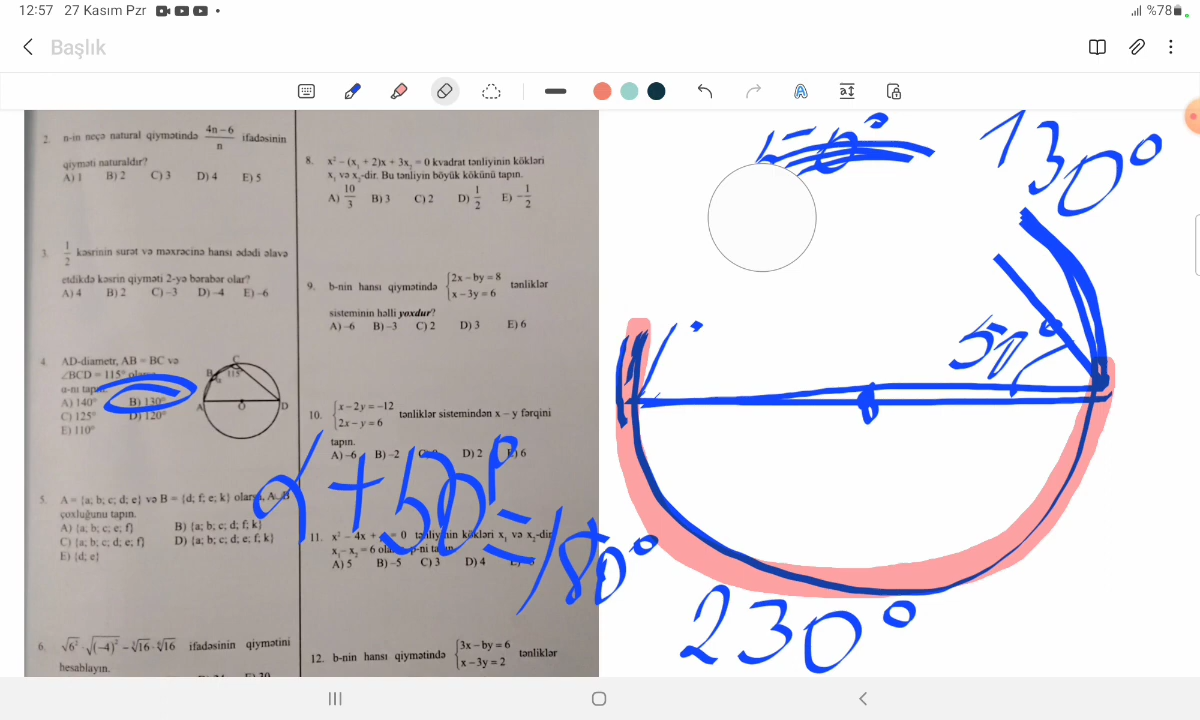 12:57 27 Kasım Pzr
%78
Başlık
2. n-in neçə natural qiymətində 4n-6/n ifadəsinin
qiyməti naturaldır?
A) 1 B) 2 C) 3 D) 4 E) 5
3. 1/2 kəsrinin surət və məxrəcinə hansı ədədi əlavə
etdikdə kəsrin qiyməti 2-yə bərabər olar?
A) 4 B) 2 C) -3 D) -4 E) -6
4. AD-diametr, AB = BC və
∠BCD = 115°
α-nı
A) 140° B) 130°
C) 125° D) 120°
E) 110°
B C 115° α A O D
5. A = {a; b; c; d; e} və B = {d; f; e; k}
çoxluğunu tapın.
A) {a; b; c; e; f} B) {a; b; c; d; f; k}
C) {a; b; c; d; e; f} D) {a; b; c; d; e; f; k}
E) {d; e}
6. √6² · √(-4)² - ∛16 · ⁶√16 ifadəsinin qiymətini
hesablayın.
8. x² - (x₁ + 2)x + 3x₂ = 0 kvadrat tənliyinin kökləri
x₁ və x₂-dir. Bu tənliyin böyük kökünü tapın.
A) 10/3 B) 3 C) 2 D) 1/2 E) -1/2
9. b-nin hansı qiymətində {2x - by = 8 x - 3y = 6 tənliklər
sisteminin həlli yoxdur?
A) -6 B) -3 C) 2 D) 3 E) 6
10. {x - 2y = -12 2x - y = 6 tənliklər sistemindən x - y fərqini
tapın.
A) -6 B) -2 D) 2 E) 6
11. x² - 4x + = 0 kökləri x₁ və x₂-dir
x₁ - x₂ = 6
A) 5 B) -5 C) 3 D) 4
12. b-nin hansı qiymətində {3x - by = 6 x - 3y = 2 tənliklər
α + 50° = 180°
130°
50°
230°